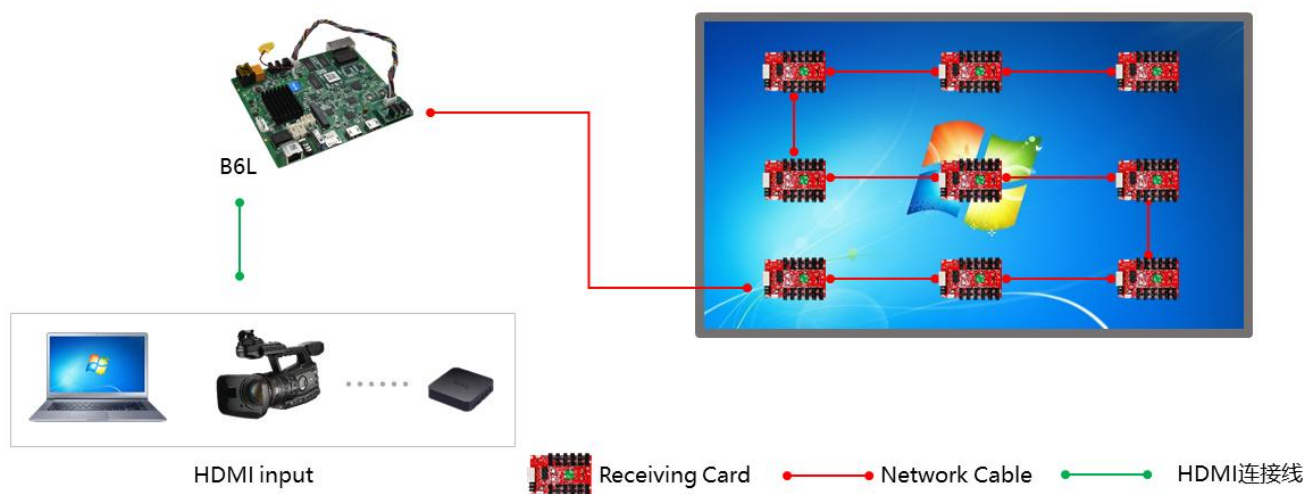 B6L
HDMI input
Receiving Card
Network Cable
HDMI连接线